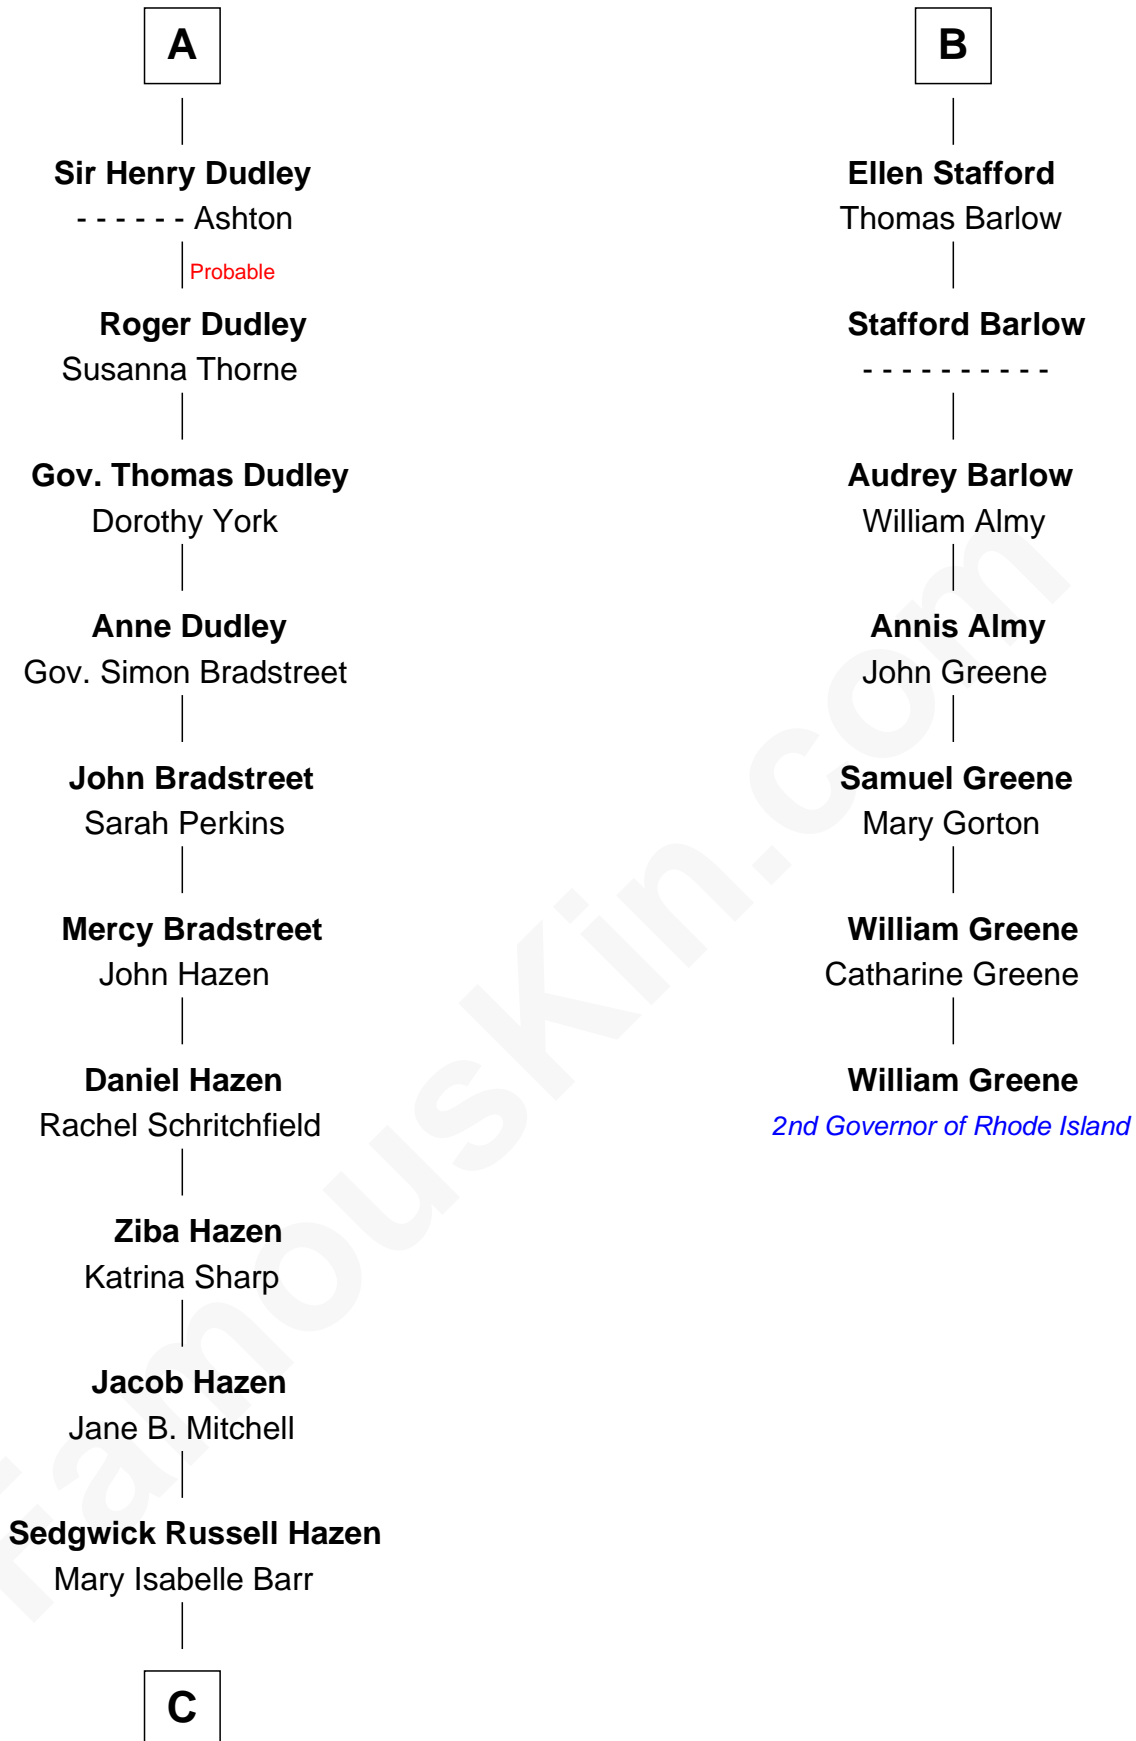 A
Sir Henry Dudley
- - - - - - Ashton
Probable
Roger Dudley
Susanna Thorne
Gov. Thomas Dudley
Dorothy York
Anne Dudley
Gov. Simon Bradstreet
John Bradstreet
Sarah Perkins
Mercy Bradstreet
John Hazen
Daniel Hazen
Rachel Schritchfield
Ziba Hazen
Katrina Sharp
Jacob Hazen
Jane B. Mitchell
Sedgwick Russell Hazen
Mary Isabelle Barr
C
B
Ellen Stafford
Thomas Barlow
Stafford Barlow
- - - - - - - - - -
Audrey Barlow
William Almy
Annis Almy
John Greene
Samuel Greene
Mary Gorton
William Greene
Catharine Greene
William Greene
2nd Governor of Rhode Island
FamousKin.com